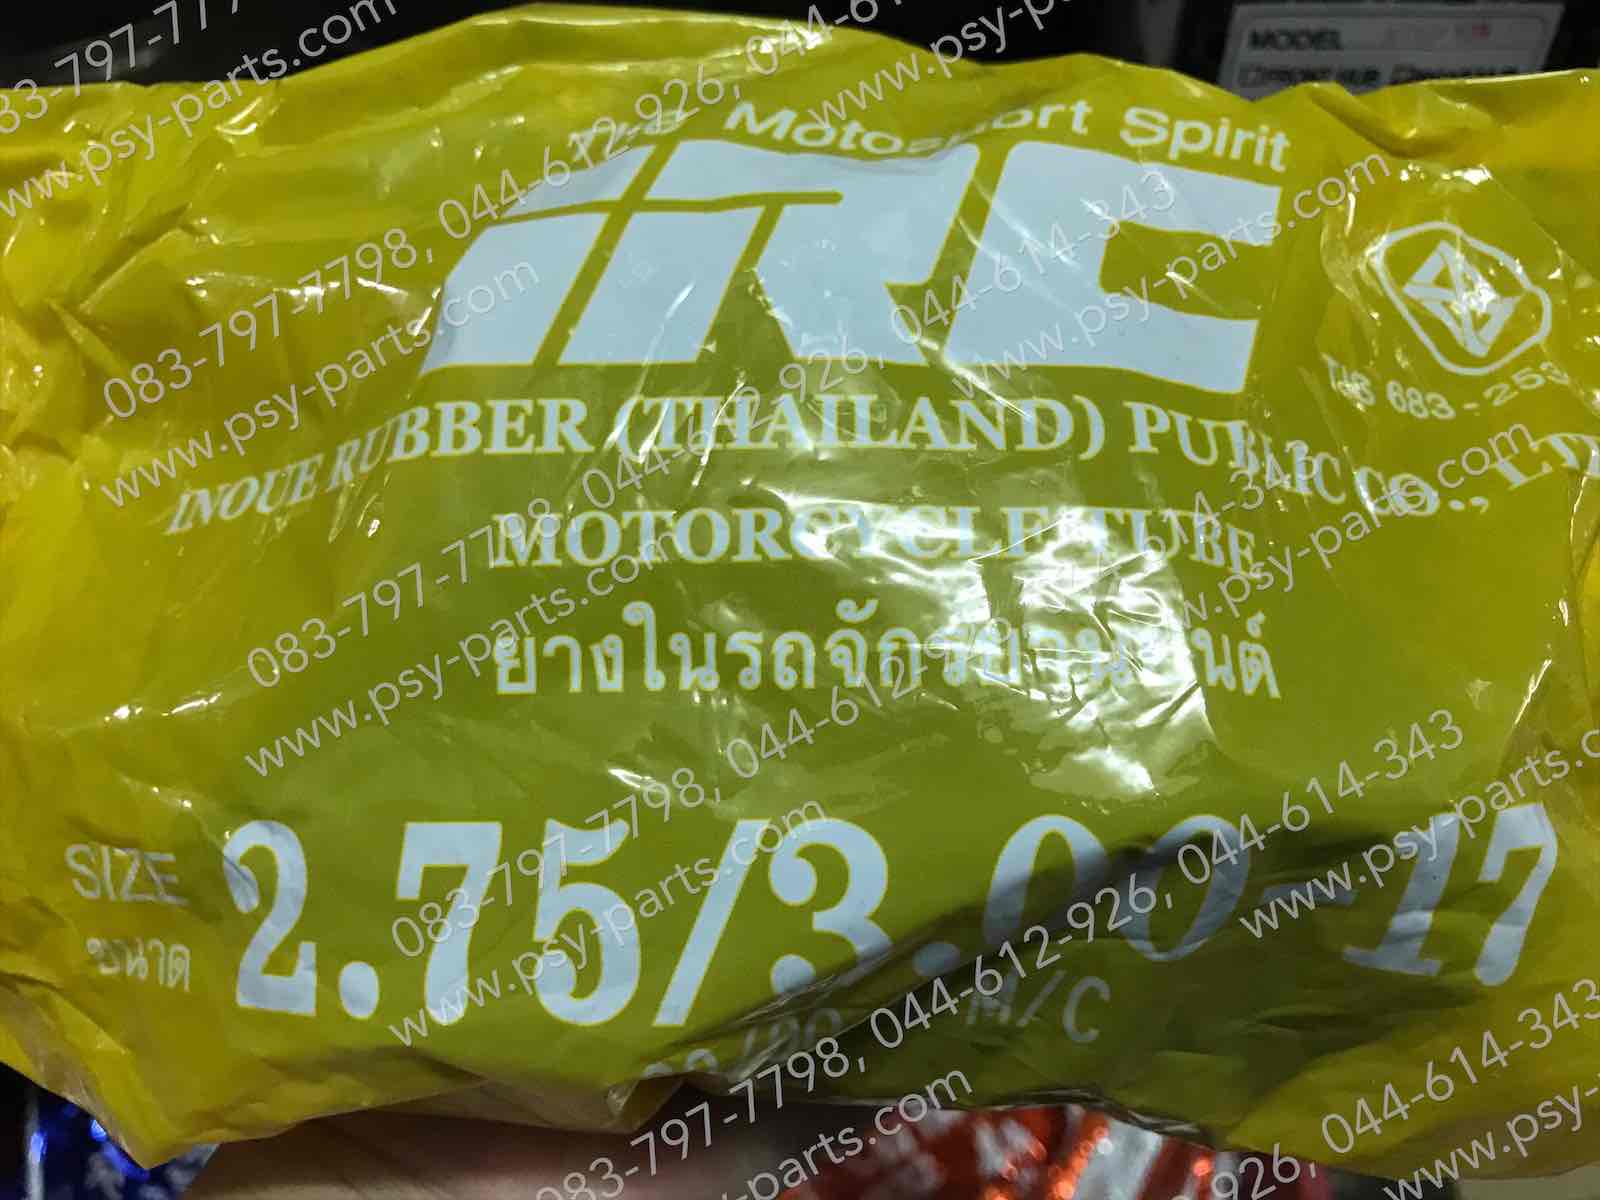 MODEL
The Motosport Spirit
IRC
TIS 683-253
INOUE RUBBER (THAILAND) PUBLIC CO., LTD
MOTORCYCLE TUBE
ยางในรถจักรยานยนต์
SIZE 2.75/3.00-17
ขนาด
M/C
083-797-7798, 044-612-926, 044-614-343
www.psy-parts.com